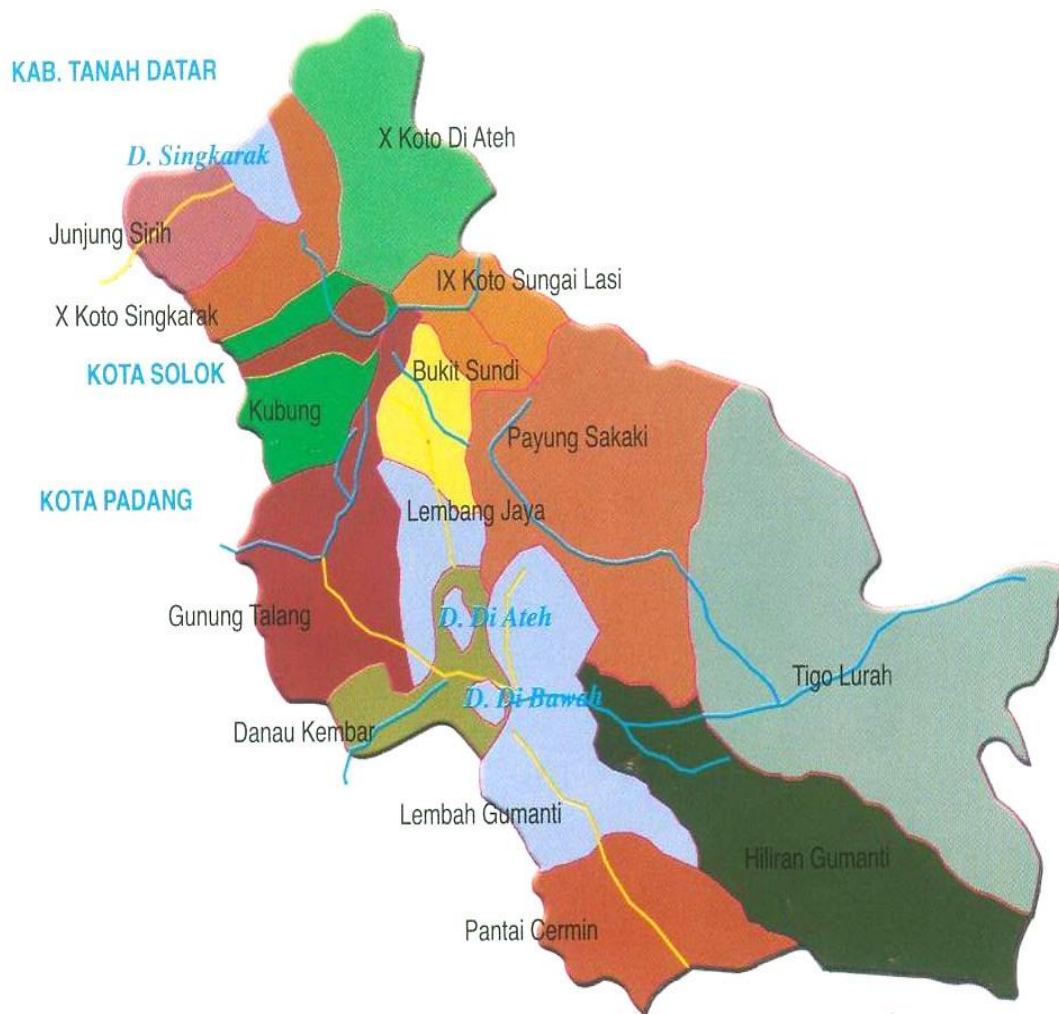 KAB. TANAH DATAR
X Koto Di Ateh
D. Singkarak
Junjung Sirih
IX Koto Sungai Lasi
X Koto Singkarak
KOTA SOLOK
Bukit Sundi
Kubung
Payung Sakaki
KOTA PADANG
Lembang Jaya
Gunung Talang
D. Di Ateh
Tigo Lurah
D. Di Bawah
Danau Kembar
Lembah Gumanti
Hiliran Gumanti
Pantai Cermin